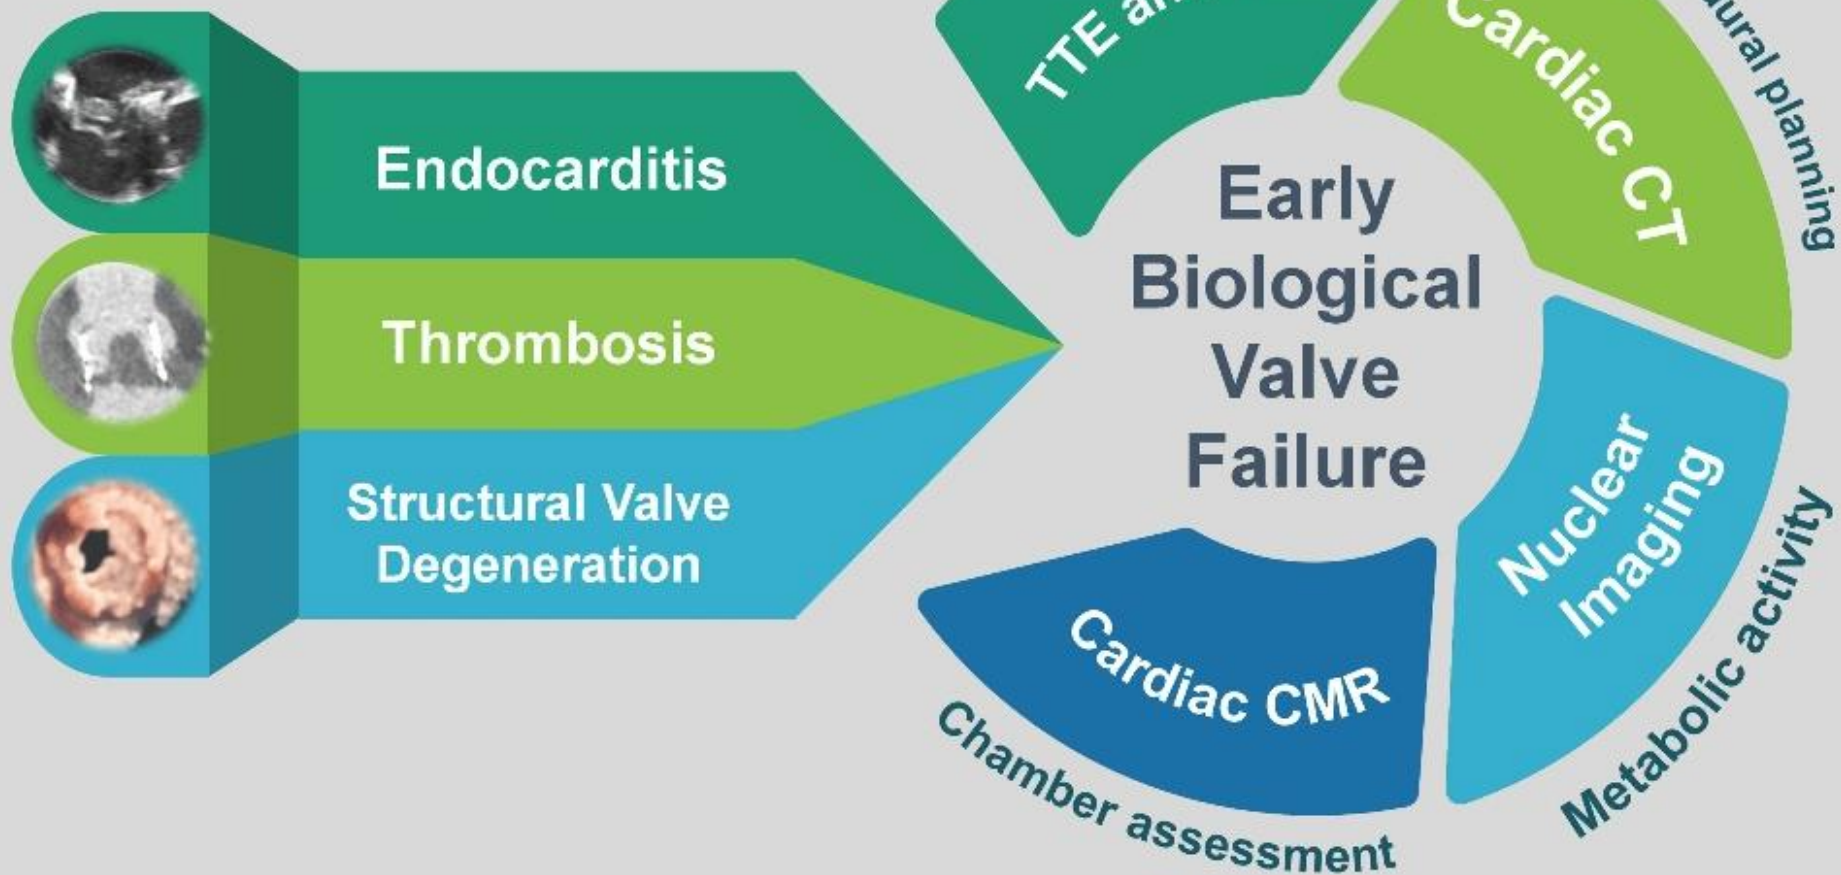 Endocarditis
Thrombosis
Structural Valve
Degeneration
TTE
Cardiac CT
planning
Early
Biological
Valve
Failure
Nuclear
Imaging
Metabolic activity
Cardiac CMR
Chamber assessment